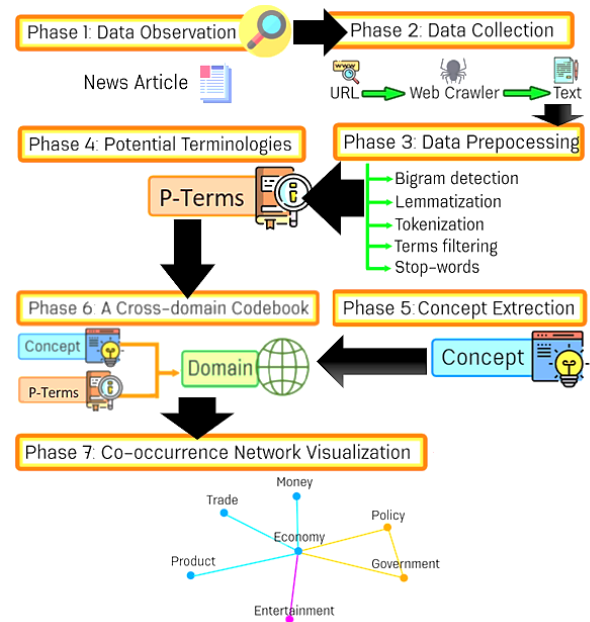 Phase 1: Data Observation
Phase 2: Data Collection
News Article
www
URL
Web Crawler
Text
Phase 4: Potential Terminologies
Phase 3: Data Prepocessing
P-Terms
Bigram detection
Lemmatization
Tokenization
Terms filtering
Stop-words
Phase 6: A Cross-domain Codebook
Phase 5:Concept Extrection
Concept
P-Terms
Domain
Concept
Phase 7: Co-occurrence Network Visualization
Money
Trade
Policy
Economy
Product
Government
Entertainment